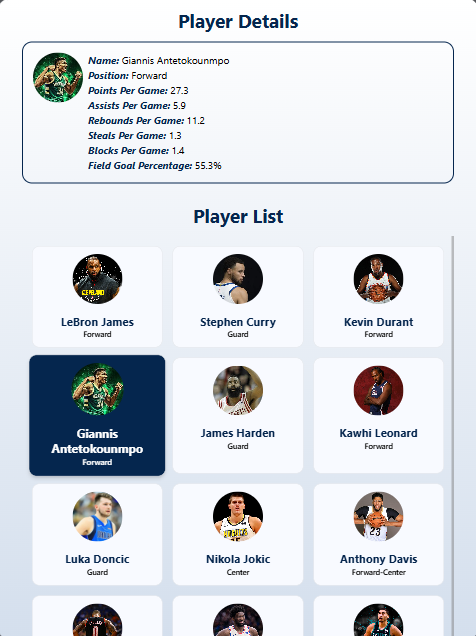 Player Details
Name: Giannis Antetokounmpo
Position: Forward
Points Per Game: 27.3
Assists Per Game: 5.9
Rebounds Per Game: 11.2
Steals Per Game: 1.3
Blocks Per Game: 1.4
Field Goal Percentage: 55.3%
Player List
LeBron James
Forward
Stephen Curry
Guard
Kevin Durant
Forward
Giannis
Antetokounmpo
Forward
James Harden
Guard
Kawhi Leonard
Forward
Luka Doncic
Guard
Nikola Jokic
Center
Anthony Davis
Forward-Center
23